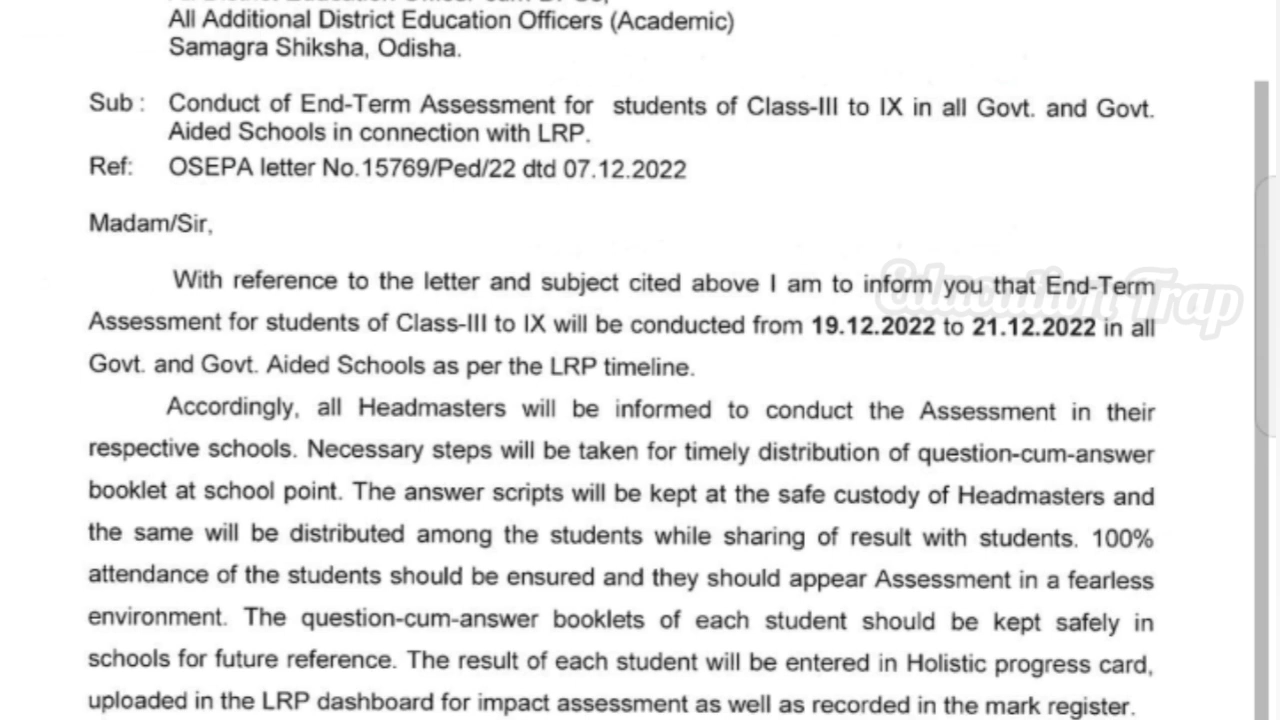 All Additional District Education Officers (Academic)
Samagra Shiksha, Odisha.
Sub : Conduct of End-Term Assessment for students of Class-III to IX in all Govt. and Govt.
Aided Schools in connection with LRP.
Ref: OSEPA letter No.15769/Ped/22 dtd 07.12.2022
Madam/Sir,
With reference to the letter and subject cited above I am to inform you that End-Term
Assessment for students of Class-III to IX will be conducted from 19.12.2022 to 21.12.2022 in all
Govt. and Govt. Aided Schools as per the LRP timeline.
Accordingly, all Headmasters will be informed to conduct the Assessment in their
respective schools. Necessary steps will be taken for timely distribution of question-cum-answer
booklet at school point. The answer scripts will be kept at the safe custody of Headmasters and
the same will be distributed among the students while sharing of result with students. 100%
attendance of the students should be ensured and they should appear Assessment in a fearless
environment. The question-cum-answer booklets of each student should be kept safely in
schools for future reference. The result of each student will be entered in Holistic progress card,
uploaded in the LRP dashboard for impact assessment as well as recorded in the mark register.
Education Trap